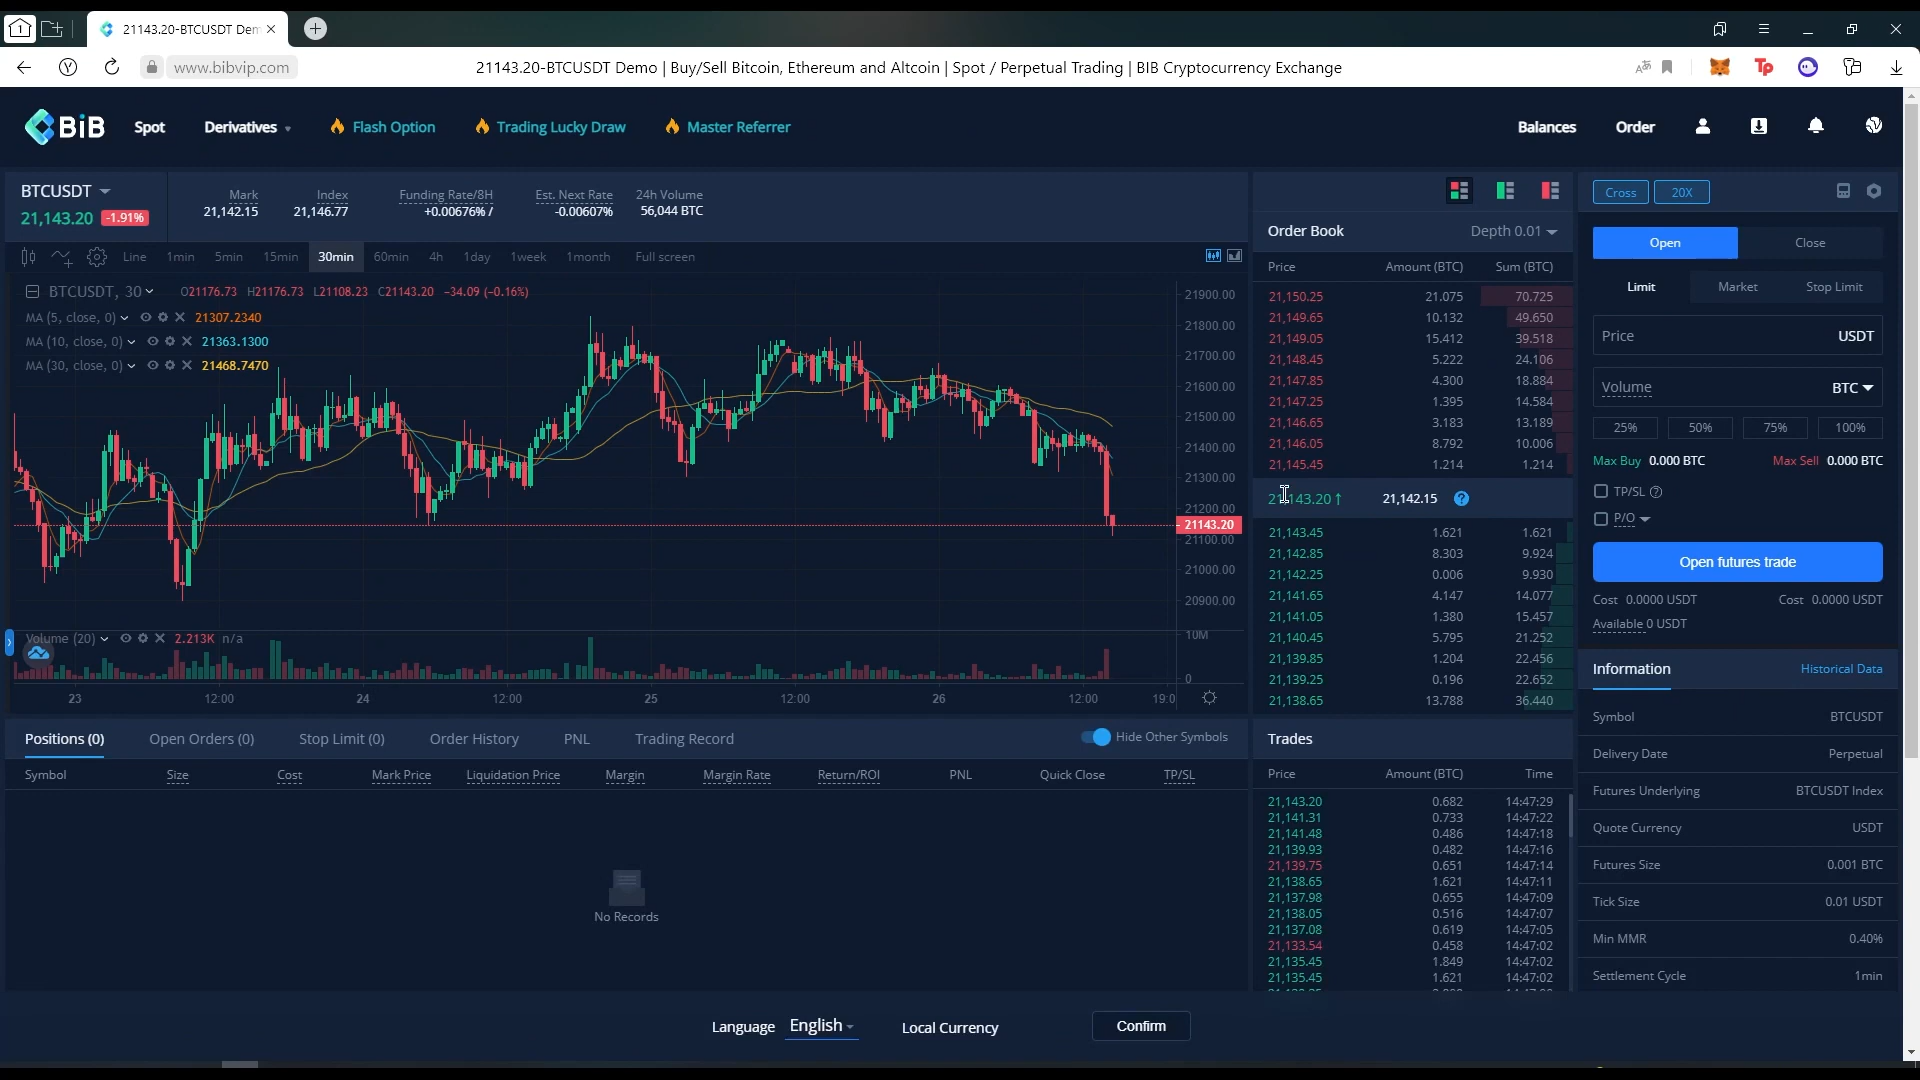 1
21143.20-BTCUSDT Den
www.bibvip.com
21143.20-BTCUSDT Demo | Buy/Sell Bitcoin, Ethereum and Altcoin | Spot / Perpetual Trading | BIB Cryptocurrency Exchange
BiB Spot Derivatives Flash Option Trading Lucky Draw Master Referrer Balances Order
BTCUSDT
21,143.20 -1.91%
Mark Index Funding Rate/8H Est. Next Rate 24h Volume
21,142.15 21,146.77 +0.00676% / -0.00607% 56,044 BTC
Line 1min 5min 15min 30min 60min 4h 1day 1week 1month Full screen
BTCUSDT, 30 O21176.73 H21176.73 L21108.23 C21143.20 −34.09 (−0.16%)
MA (5, close, 0) 21307.2340
MA (10, close, 0) 21363.1300
MA (30, close, 0) 21468.7470
21900.00
21800.00
21700.00
21600.00
21500.00
21400.00
21300.00
21200.00
21143.20
21100.00
21000.00
20900.00
Volume (20) 2.213K n/a
10M
0
23 12:00 24 12:00 25 12:00 26 12:00 19:0
Order Book Depth 0.01
Price Amount (BTC) Sum (BTC)
21,150.25 21.075 70.725
21,149.65 10.132 49.650
21,149.05 15.412 39.518
21,148.45 5.222 24.106
21,147.85 4.300 18.884
21,147.25 1.395 14.584
21,146.65 3.183 13.189
21,146.05 8.792 10.006
21,145.45 1.214 1.214
21,143.20↑ 21,142.15 ?
21,143.45 1.621 1.621
21,142.85 8.303 9.924
21,142.25 0.006 9.930
21,141.65 4.147 14.077
21,141.05 1.380 15.457
21,140.45 5.795 21.252
21,139.85 1.204 22.456
21,139.25 0.196 22.652
21,138.65 13.788 36.440
Cross 20X
Open Close
Limit Market Stop Limit
Price USDT
Volume BTC
25% 50% 75% 100%
Max Buy 0.000 BTC Max Sell 0.000 BTC
TP/SL ?
P/O
Open futures trade
Cost 0.0000 USDT Cost 0.0000 USDT
Available 0 USDT
Information Historical Data
Symbol BTCUSDT
Delivery Date Perpetual
Futures Underlying BTCUSDT Index
Quote Currency USDT
Futures Size 0.001 BTC
Tick Size 0.01 USDT
Min MMR 0.40%
Settlement Cycle 1min
Positions (0) Open Orders (0) Stop Limit (0) Order History PNL Trading Record Hide Other Symbols
Symbol Size Cost Mark Price Liquidation Price Margin Margin Rate Return/ROI PNL Quick Close TP/SL
No Records
Trades
Price Amount (BTC) Time
21,143.20 0.682 14:47:29
21,141.31 0.733 14:47:22
21,141.48 0.486 14:47:18
21,139.93 0.482 14:47:16
21,139.75 0.651 14:47:14
21,138.65 1.621 14:47:11
21,137.98 0.655 14:47:09
21,138.05 0.516 14:47:07
21,137.08 0.619 14:47:05
21,133.54 0.458 14:47:02
21,135.45 1.849 14:47:02
21,135.45 1.621 14:47:02
Language English Local Currency Confirm